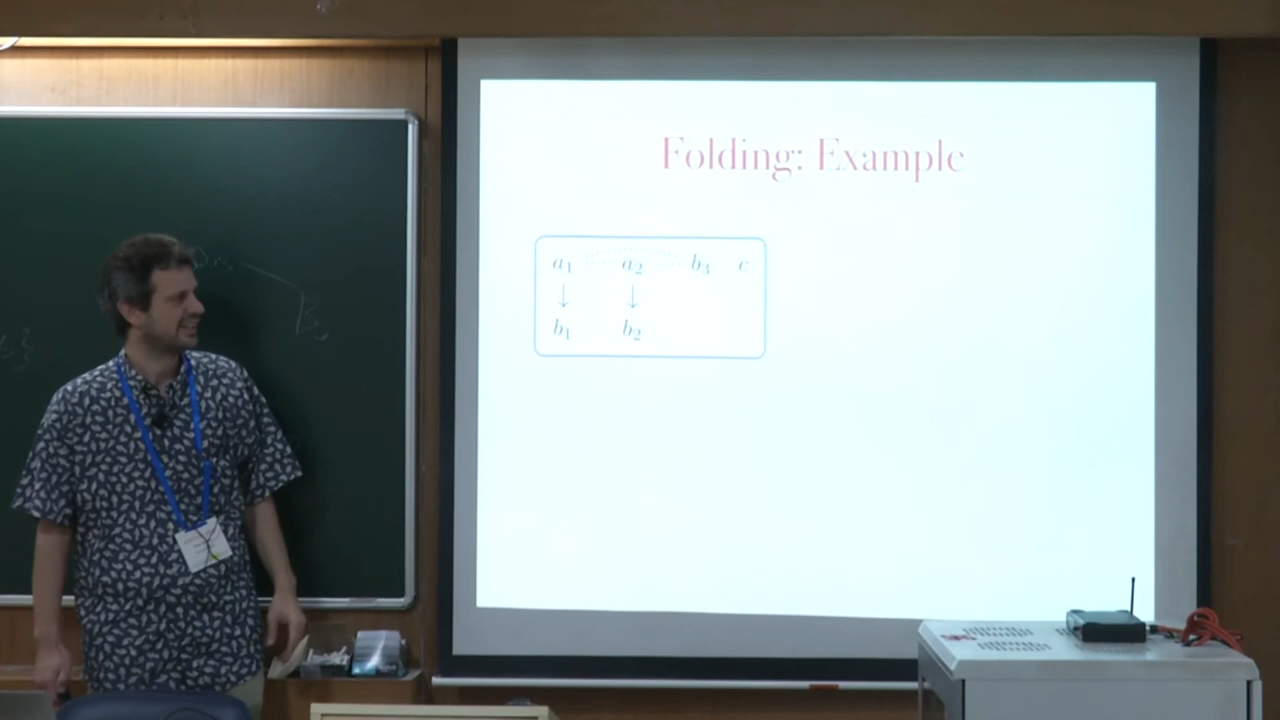 Folding: Example
a₁ a₂ b₃ c
↓ ↓
b₁ b₂